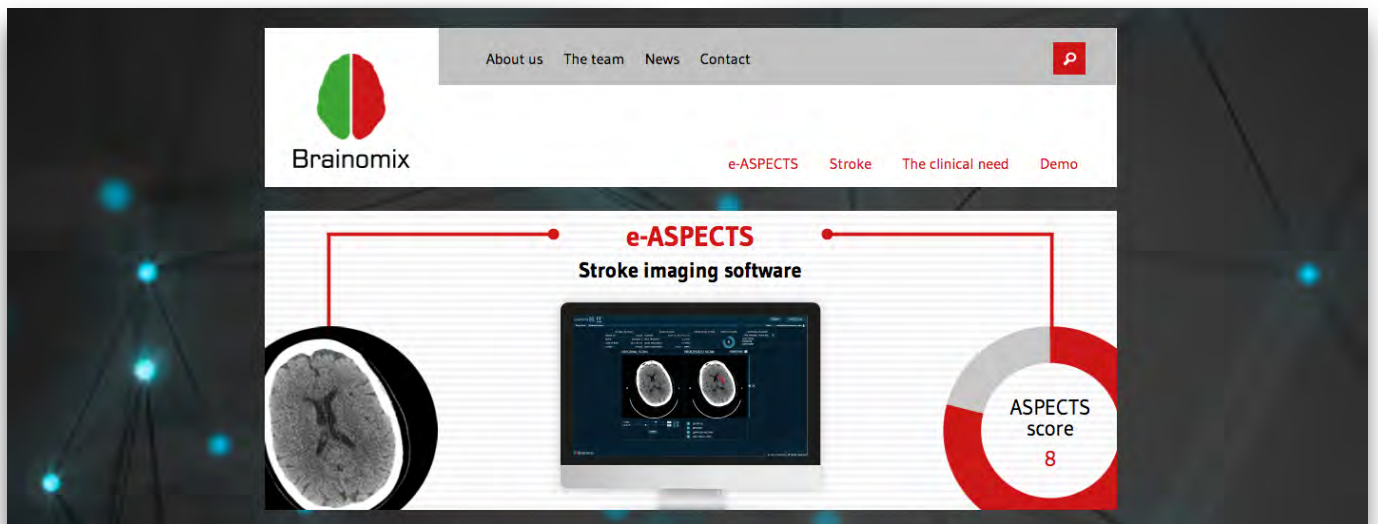 About us The team News Contact
Brainomix
e-ASPECTS Stroke The clinical need Demo
e-ASPECTS
Stroke imaging software
ASPECTS
score
8